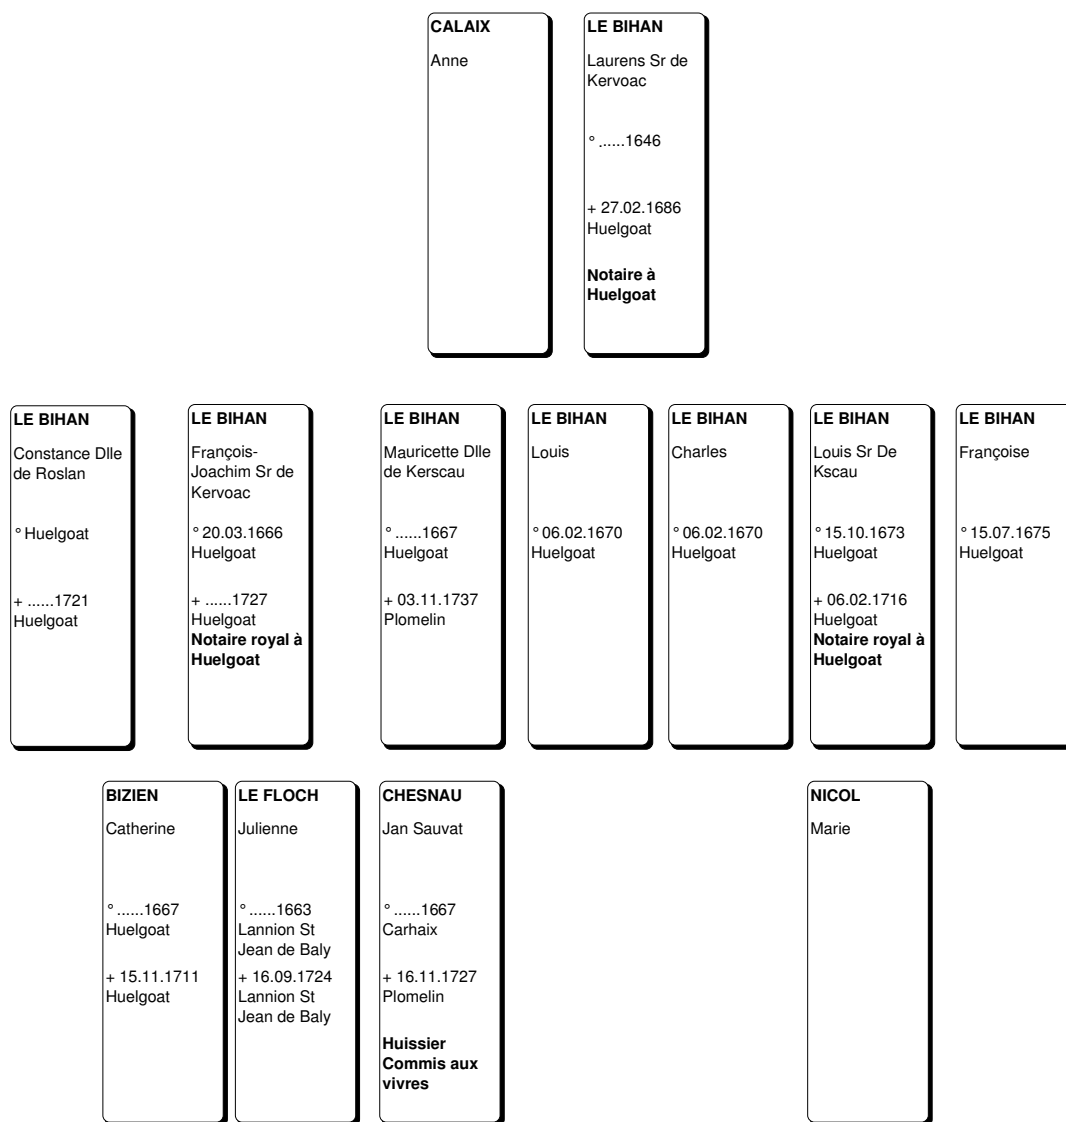 CALAIX
Anne
LE BIHAN
Laurens Sr de
Kervoac
° ......1646
+ 27.02.1686
Huelgoat
Notaire à
Huelgoat
LE BIHAN
Constance Dlle
de Roslan
° Huelgoat
+ ......1721
Huelgoat
LE BIHAN
François-
Joachim Sr de
Kervoac
° 20.03.1666
Huelgoat
+ ......1727
Huelgoat
Notaire royal à
Huelgoat
LE BIHAN
Mauricette Dlle
de Kerscau
° ......1667
Huelgoat
+ 03.11.1737
Plomelin
LE BIHAN
Louis
° 06.02.1670
Huelgoat
LE BIHAN
Charles
° 06.02.1670
Huelgoat
LE BIHAN
Louis Sr De
Kscau
° 15.10.1673
Huelgoat
+ 06.02.1716
Huelgoat
Notaire royal à
Huelgoat
LE BIHAN
Françoise
° 15.07.1675
Huelgoat
BIZIEN
Catherine
° ......1667
Huelgoat
+ 15.11.1711
Huelgoat
LE FLOCH
Julienne
° ......1663
Lannion St
Jean de Baly
+ 16.09.1724
Lannion St
Jean de Baly
CHESNAU
Jan Sauvat
° ......1667
Carhaix
+ 16.11.1727
Plomelin
Huissier
Commis aux
vivres
NICOL
Marie